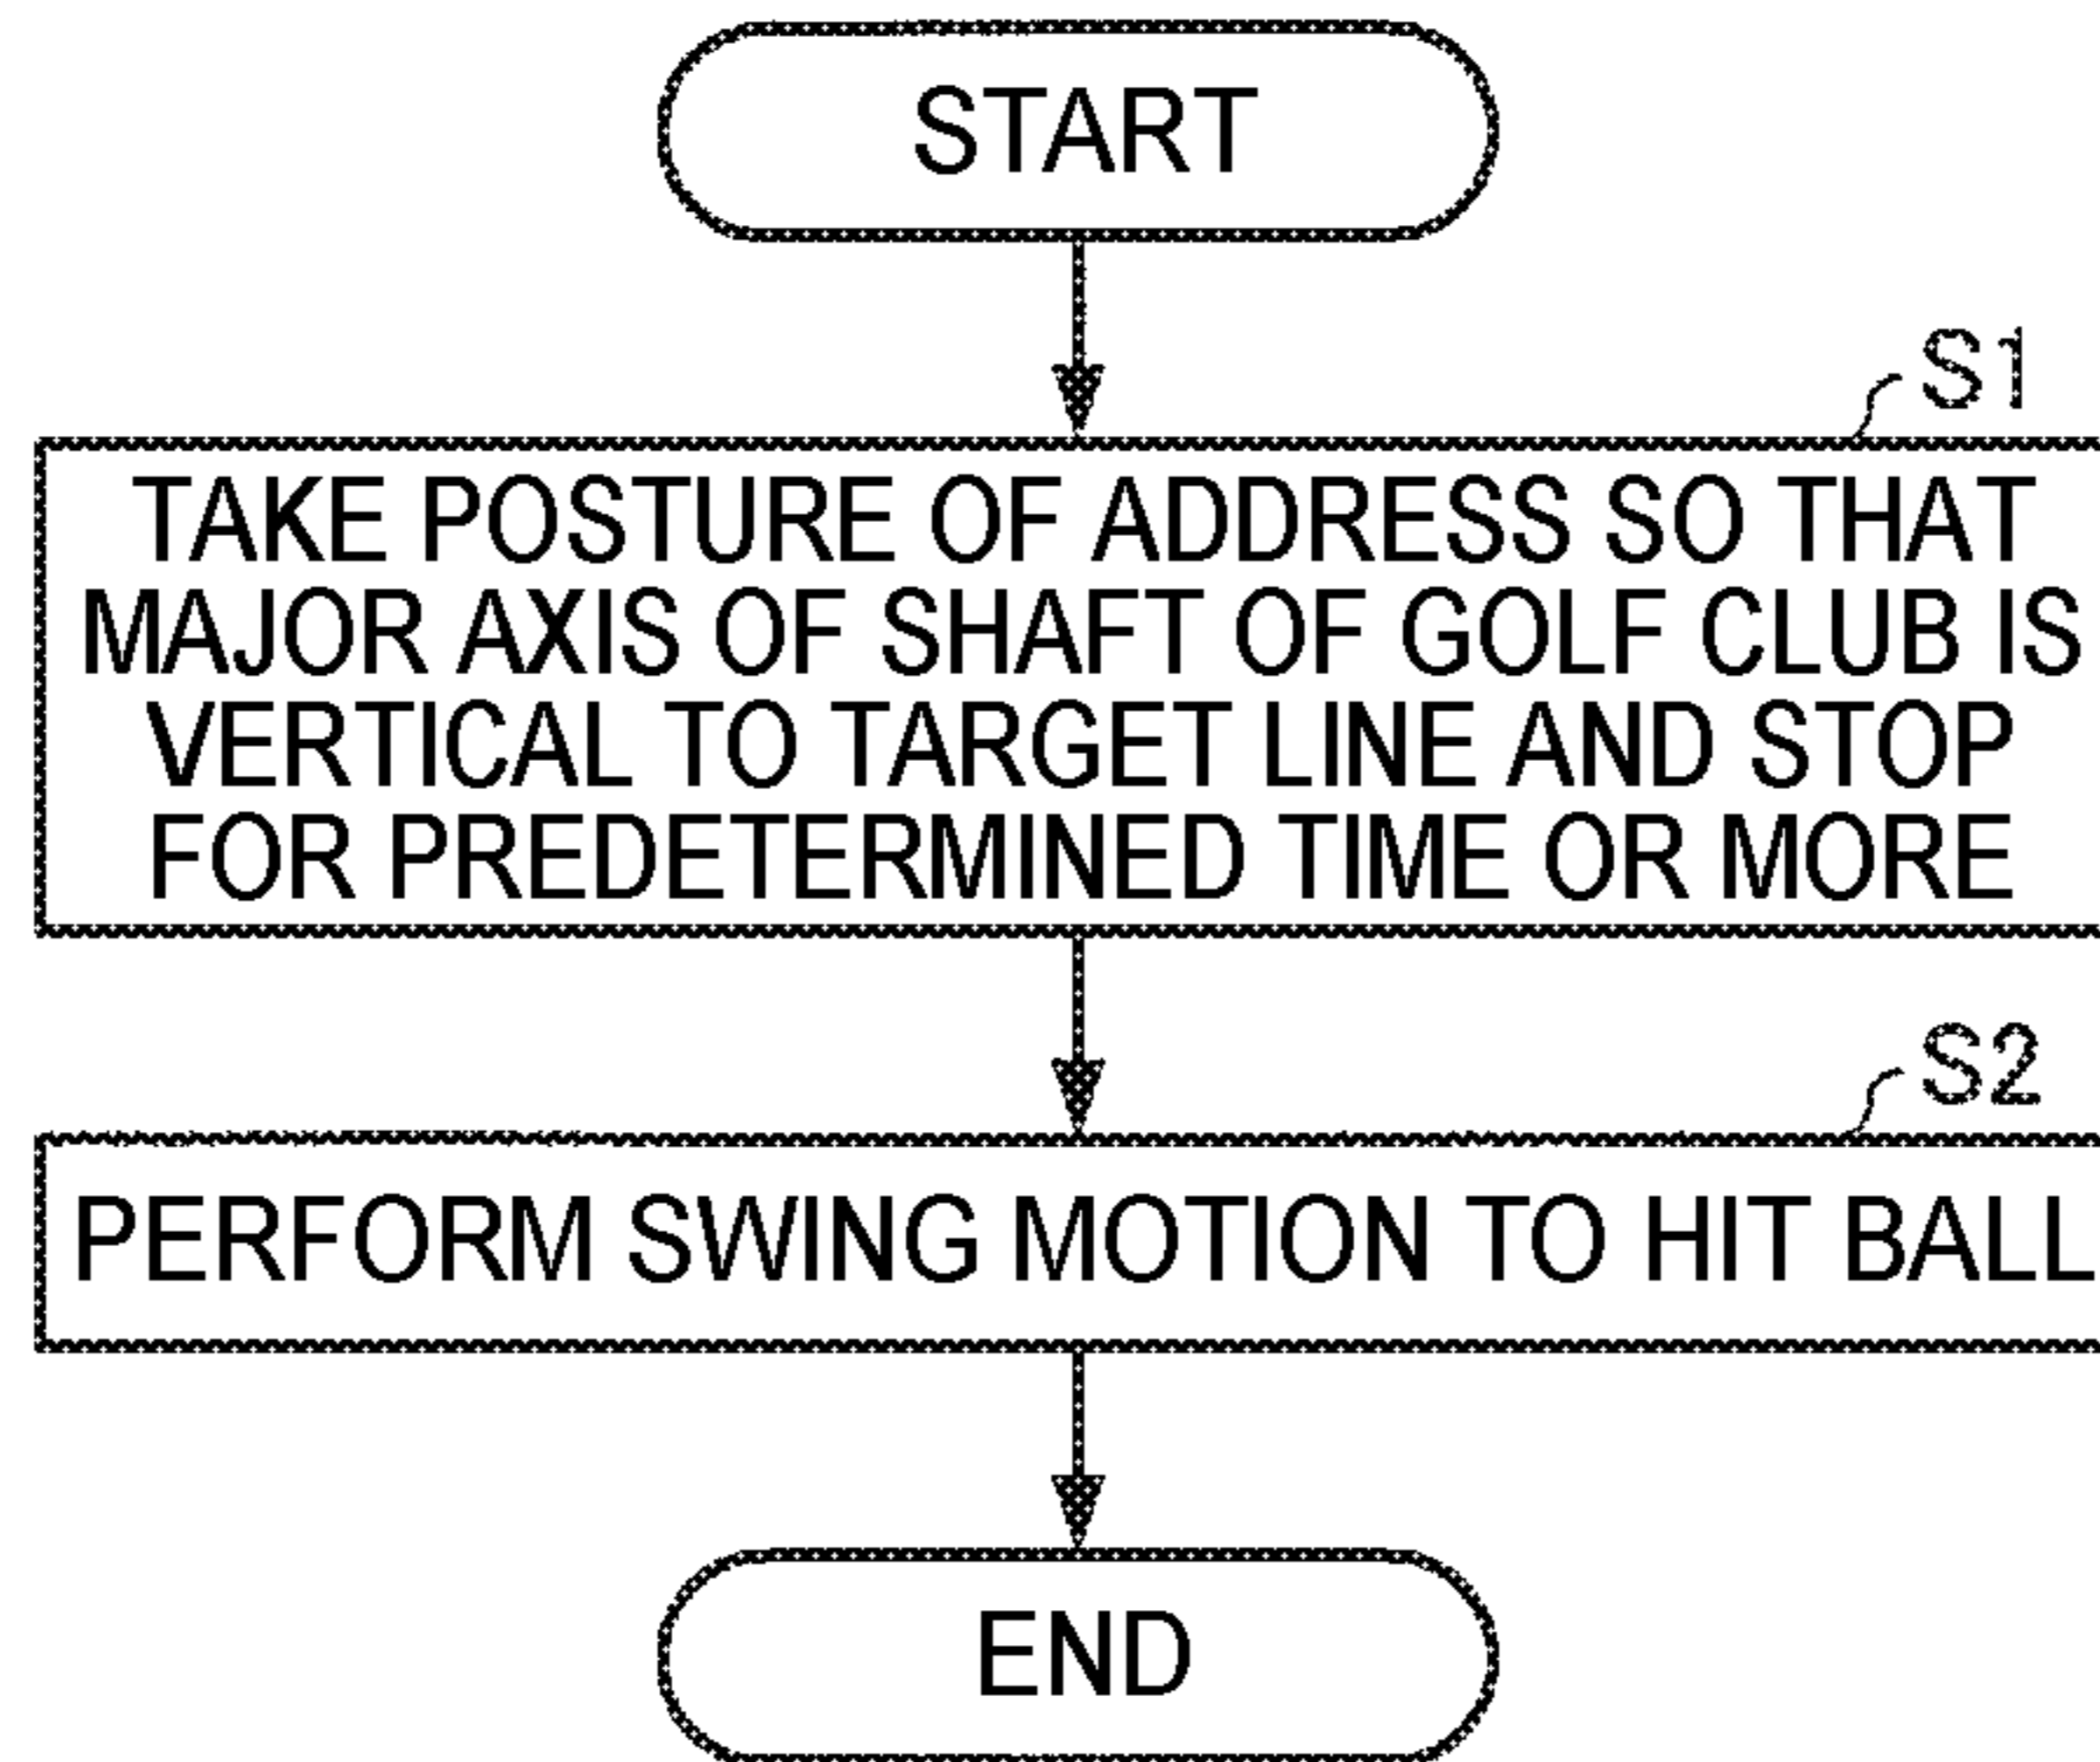 START
S1
TAKE POSTURE OF ADDRESS SO THAT
MAJOR AXIS OF SHAFT OF GOLF CLUB IS
VERTICAL TO TARGET LINE AND STOP
FOR PREDETERMINED TIME OR MORE
S2
PERFORM SWING MOTION TO HIT BALL
END